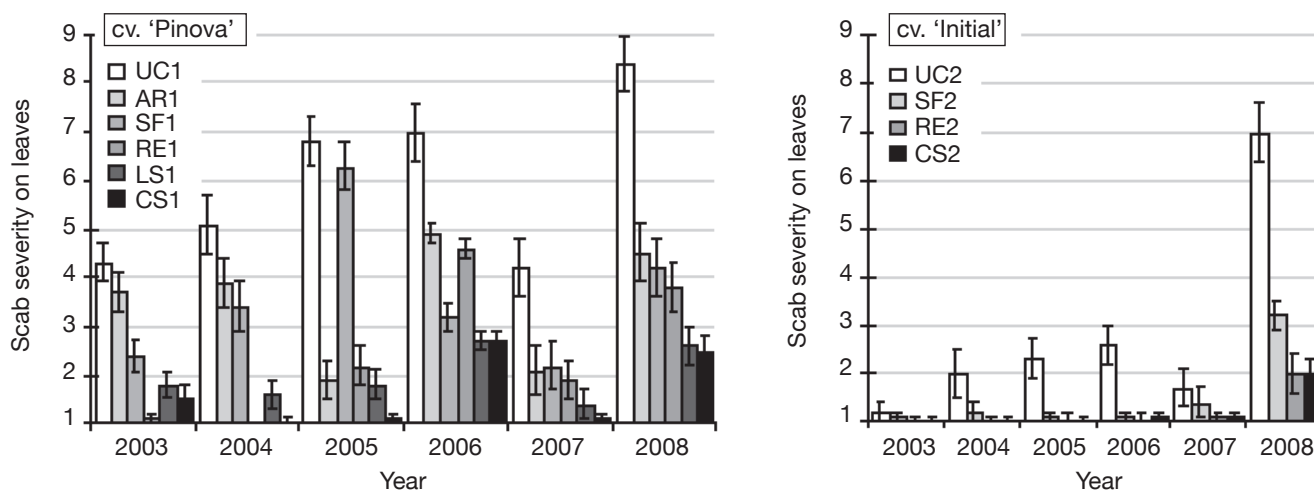 cv. ‘Pinova’
UC1
AR1
SF1
RE1
LS1
CS1
Scab severity on leaves
9
8
7
6
5
4
3
2
1
2003 2004 2005 2006 2007 2008
Year
cv. ‘Initial’
UC2
SF2
RE2
CS2
Scab severity on leaves
9
8
7
6
5
4
3
2
1
2003 2004 2005 2006 2007 2008
Year